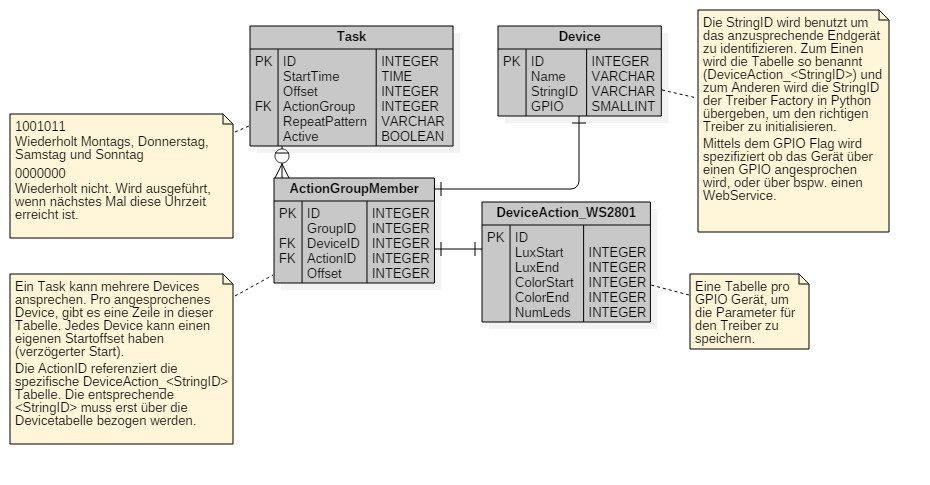 Task
PK ID INTEGER
StartTime TIME
Offset INTEGER
FK ActionGroup INTEGER
RepeatPattern VARCHAR
Active BOOLEAN
Device
PK ID INTEGER
Name VARCHAR
StringID VARCHAR
GPIO SMALLINT
Die StringID wird benutzt um
das anzusprechende Endgerät
zu identifizieren. Zum Einen
wird die Tabelle so benannt
(DeviceAction_<StringID>) und
zum Anderen wird die StringID
der Treiber Factory in Python
übergeben, um den richtigen
Treiber zu initialisieren.
Mittels dem GPIO Flag wird
spezifiziert ob das Gerät über
einen GPIO angesprochen
wird, oder über bspw. einen
WebService.
1001011
Wiederholt Montags, Donnerstag,
Samstag und Sonntag
0000000
Wiederholt nicht. Wird ausgeführt,
wenn nächstes Mal diese Uhrzeit
erreicht ist.
ActionGroupMember
PK ID INTEGER
GroupID INTEGER
FK DeviceID INTEGER
FK ActionID INTEGER
Offset INTEGER
DeviceAction_WS2801
PK ID
LuxStart INTEGER
LuxEnd INTEGER
ColorStart INTEGER
ColorEnd INTEGER
NumLeds INTEGER
Ein Task kann mehrere Devices
ansprechen. Pro angesprochenes
Device, gibt es eine Zeile in dieser
Tabelle. Jedes Device kann einen
eigenen Startoffset haben
(verzögerter Start).
Die ActionID referenziert die
spezifische DeviceAction_<StringID>
Tabelle. Die entsprechende
<StringID> muss erst über die
Devicetabelle bezogen werden.
Eine Tabelle pro
GPIO Gerät, um
die Parameter für
den Treiber zu
speichern.